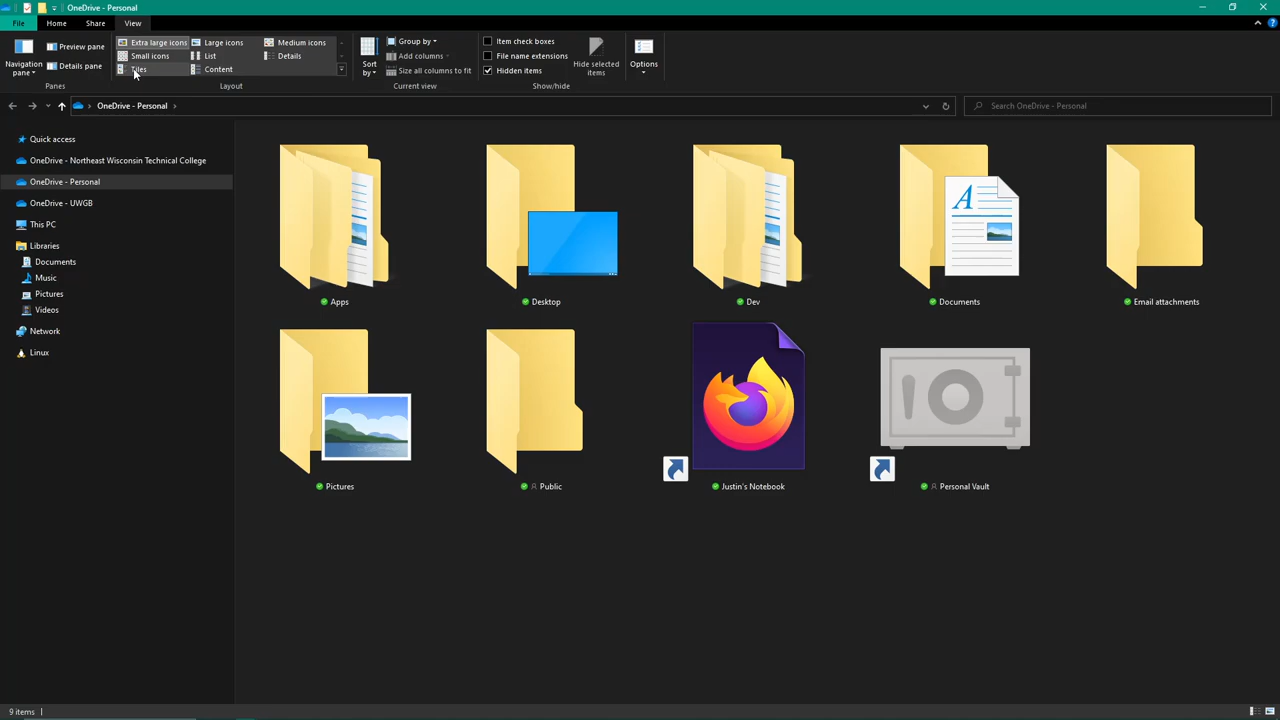 OneDrive - Personal
File Home Share View
Navigation pane
Preview pane
Details pane
Panes
Extra large icons Large icons Medium icons
Small icons List Details
Tiles Content
Layout
Sort by
Group by
Add columns
Size all columns to fit
Current view
Item check boxes
File name extensions
Hidden items
Hide selected items
Show/hide
Options
OneDrive - Personal
Search OneDrive - Personal
Quick access
OneDrive - Northeast Wisconsin Technical College
OneDrive - Personal
OneDrive - UWGB
This PC
Libraries
Documents
Music
Pictures
Videos
Network
Linux
Apps
Desktop
Dev
A
Documents
Email attachments
Pictures
Public
Justin's Notebook
Personal Vault
9 items